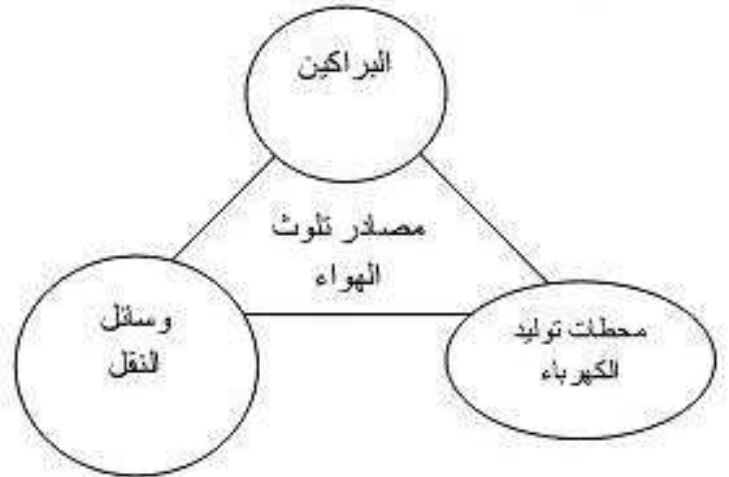 البراكين
مصادر تلوث
الهواء
وسائل
النقل
محطات توليد
الكهرباء